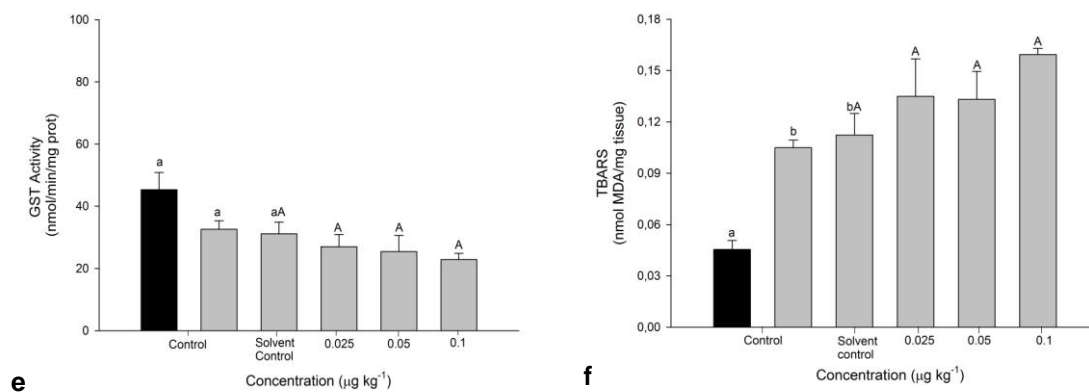 GST Activity
(nmol/min/mg prot)
100
80
60
40
20
0
a
a
aA
A
A
A
Control
Solvent
Control
0.025
0.05
0.1
Concentration (µg kg⁻¹)
e
TBARS
(nmol MDA/mg tissue)
0,18
0,15
0,12
0,09
0,06
0,03
0,00
a
b
bA
A
A
A
Control
Solvent
control
0.025
0.05
0.1
Concentration (µg kg⁻¹)
f